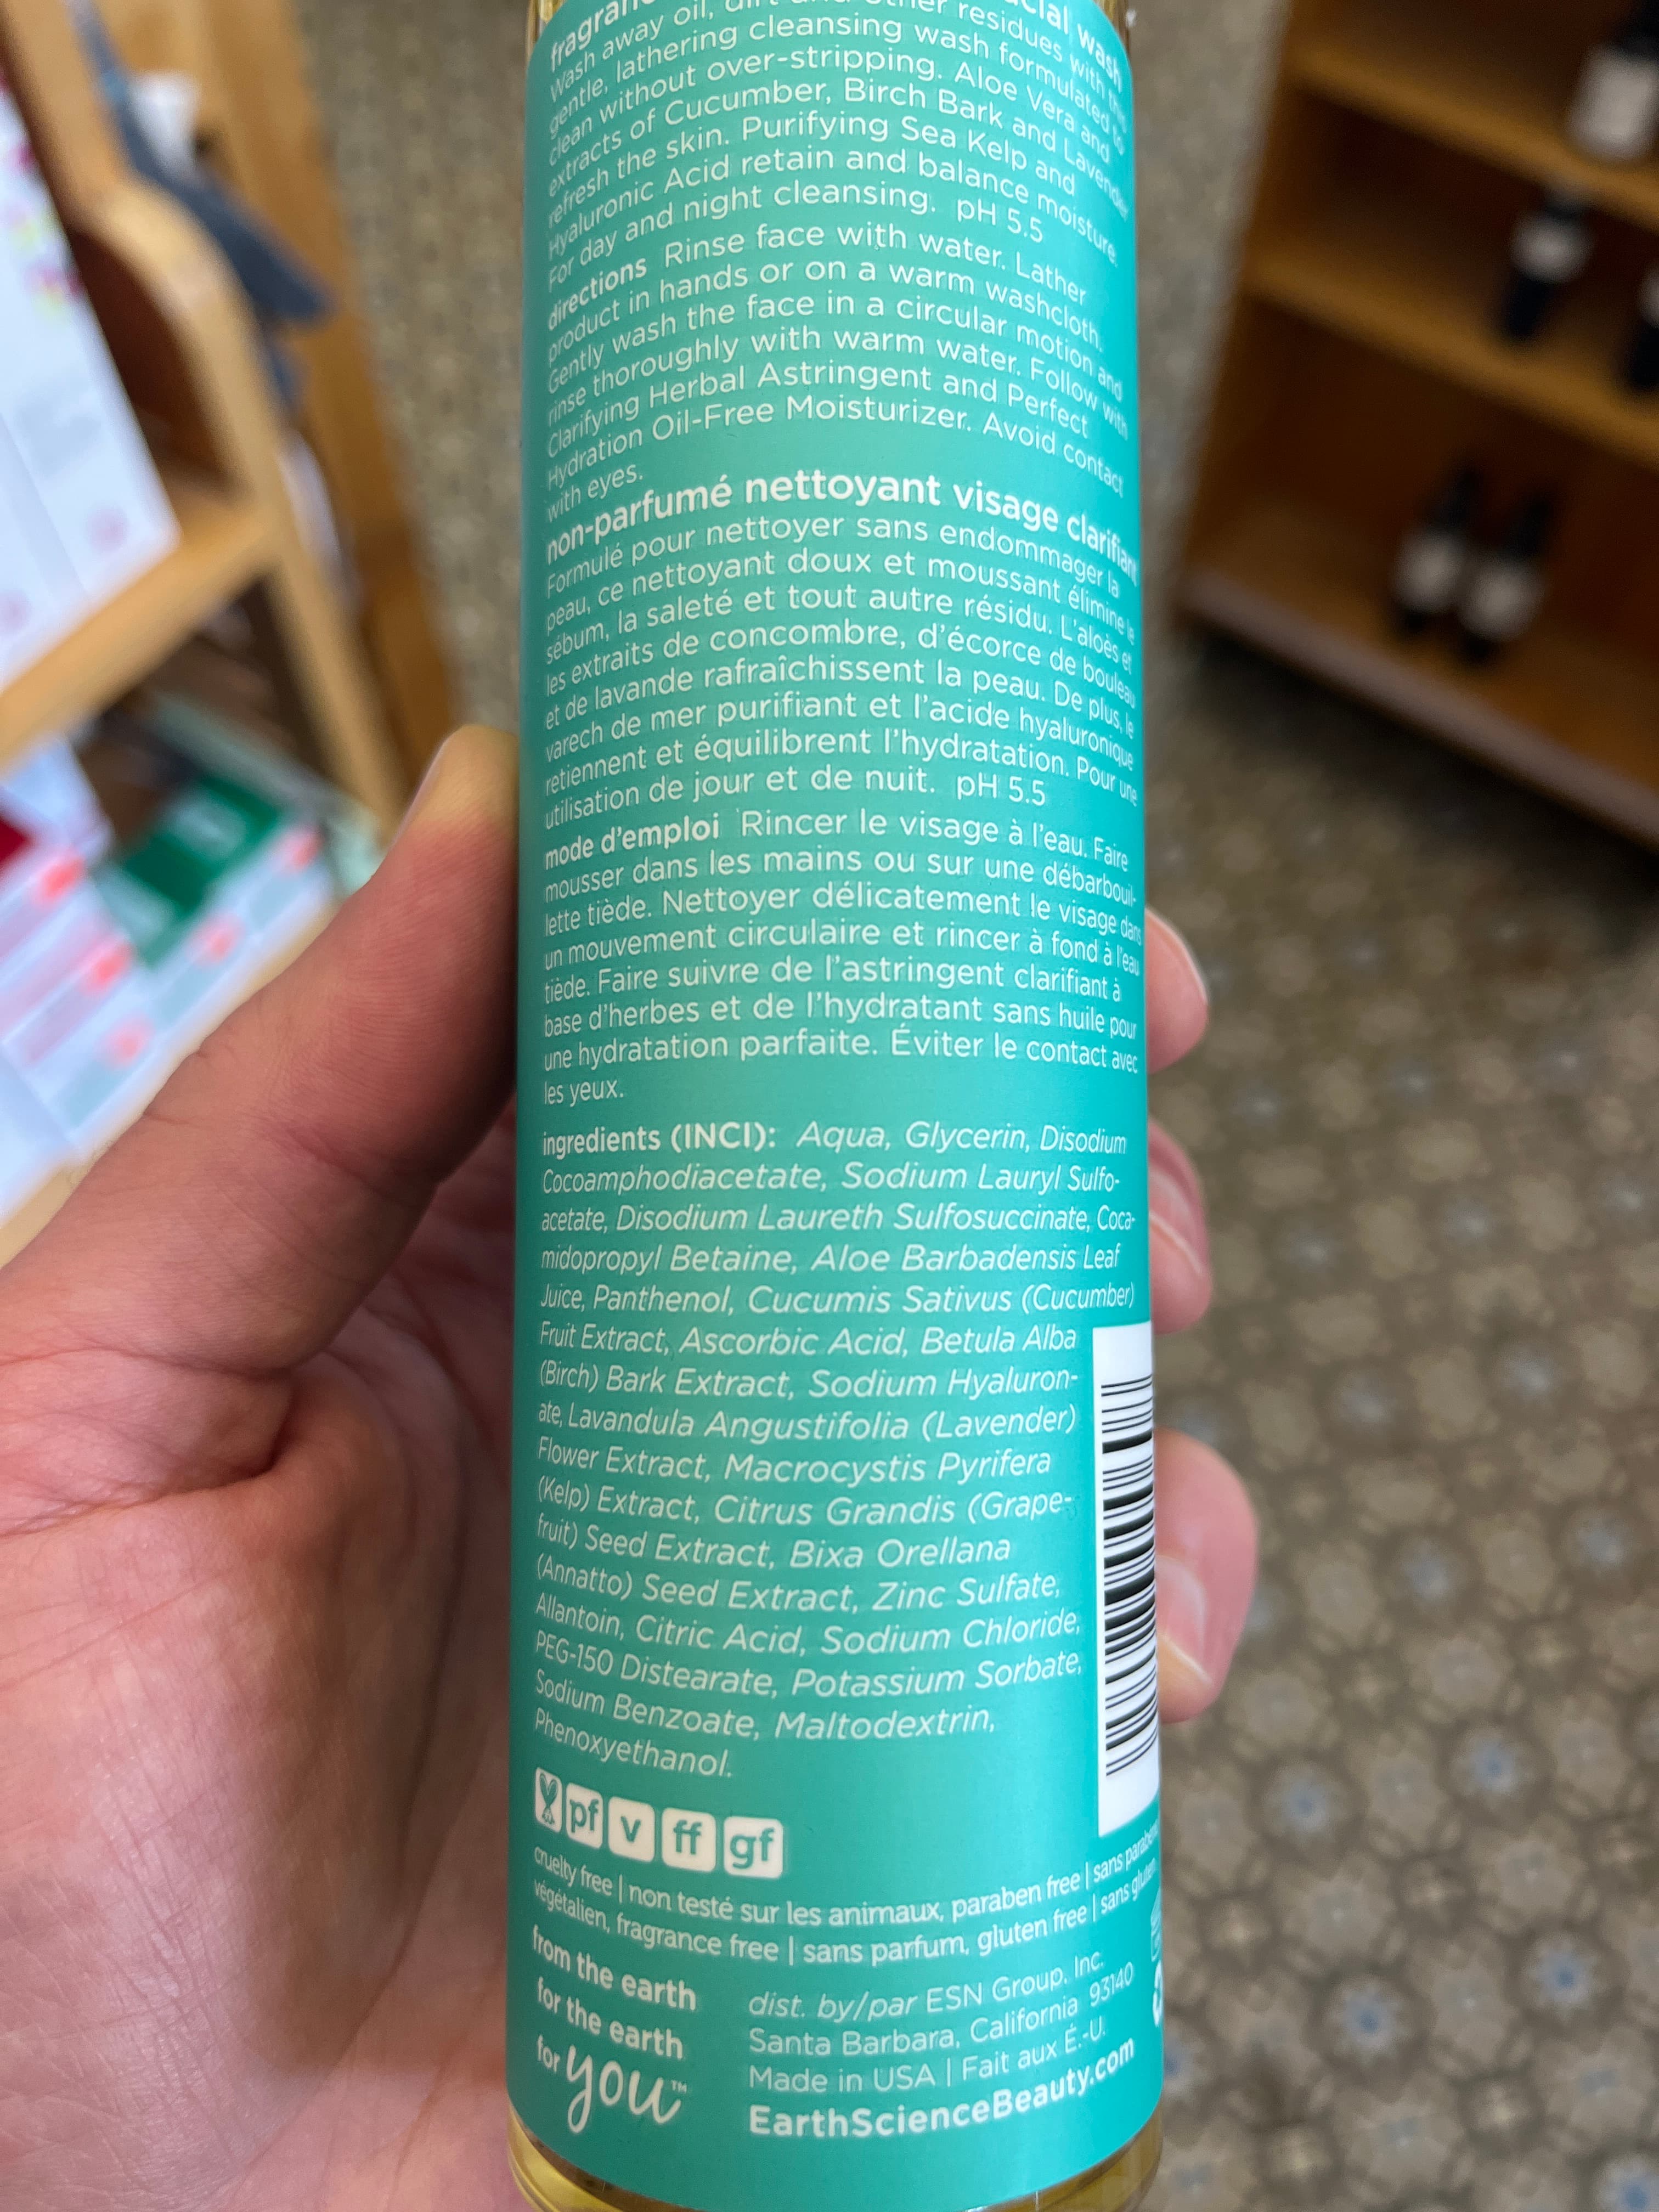 wash
Wash away oil, dirt and other residues with this
gentle, lathering cleansing wash formulated to
clean without over-stripping. Aloe Vera and
extracts of Cucumber, Birch Bark and Lavender
refresh the skin. Purifying Sea Kelp and
Hyaluronic Acid retain and balance moisture.
For day and night cleansing. pH 5.5
directions Rinse face with water. Lather
product in hands or on a warm washcloth.
Gently wash the face in a circular motion and
rinse thoroughly with warm water. Follow with
Clarifying Herbal Astringent and Perfect
Hydration Oil-Free Moisturizer. Avoid contact
with eyes.
non-parfumé nettoyant visage clarifiant
Formulé pour nettoyer sans endommager la
peau, ce nettoyant doux et moussant élimine le
sébum, la saleté et tout autre résidu. L'aloès et
les extraits de concombre, d'écorce de bouleau
et de lavande rafraîchissent la peau. De plus, le
varech de mer purifiant et l'acide hyaluronique
retiennent et équilibrent l'hydratation. Pour une
utilisation de jour et de nuit. pH 5.5
mode d'emploi Rincer le visage à l'eau. Faire
mousser dans les mains ou sur une débarbouil-
lette tiède. Nettoyer délicatement le visage dans
un mouvement circulaire et rincer à fond à l'eau
tiède. Faire suivre de l'astringent clarifiant à
base d'herbes et de l'hydratant sans huile pour
une hydratation parfaite. Éviter le contact avec
les yeux.
ingredients (INCI): Aqua, Glycerin, Disodium
Cocoamphodiacetate, Sodium Lauryl Sulfo-
acetate, Disodium Laureth Sulfosuccinate, Coca-
midopropyl Betaine, Aloe Barbadensis Leaf
Juice, Panthenol, Cucumis Sativus (Cucumber)
Fruit Extract, Ascorbic Acid, Betula Alba
(Birch) Bark Extract, Sodium Hyaluron-
ate, Lavandula Angustifolia (Lavender)
Flower Extract, Macrocystis Pyrifera
(Kelp) Extract, Citrus Grandis (Grape-
fruit) Seed Extract, Bixa Orellana
(Annatto) Seed Extract, Zinc Sulfate,
Allantoin, Citric Acid, Sodium Chloride,
PEG-150 Distearate, Potassium Sorbate,
Sodium Benzoate, Maltodextrin,
Phenoxyethanol.
pf v ff gf
cruelty free | non testé sur les animaux, paraben free | sans parabène
végétalien, fragrance free | sans parfum, gluten free | sans gluten
from the earth
for the earth
for you™
dist. by/par ESN Group, Inc.
Santa Barbara, California 93140
Made in USA | Fait aux É.-U.
EarthScienceBeauty.com